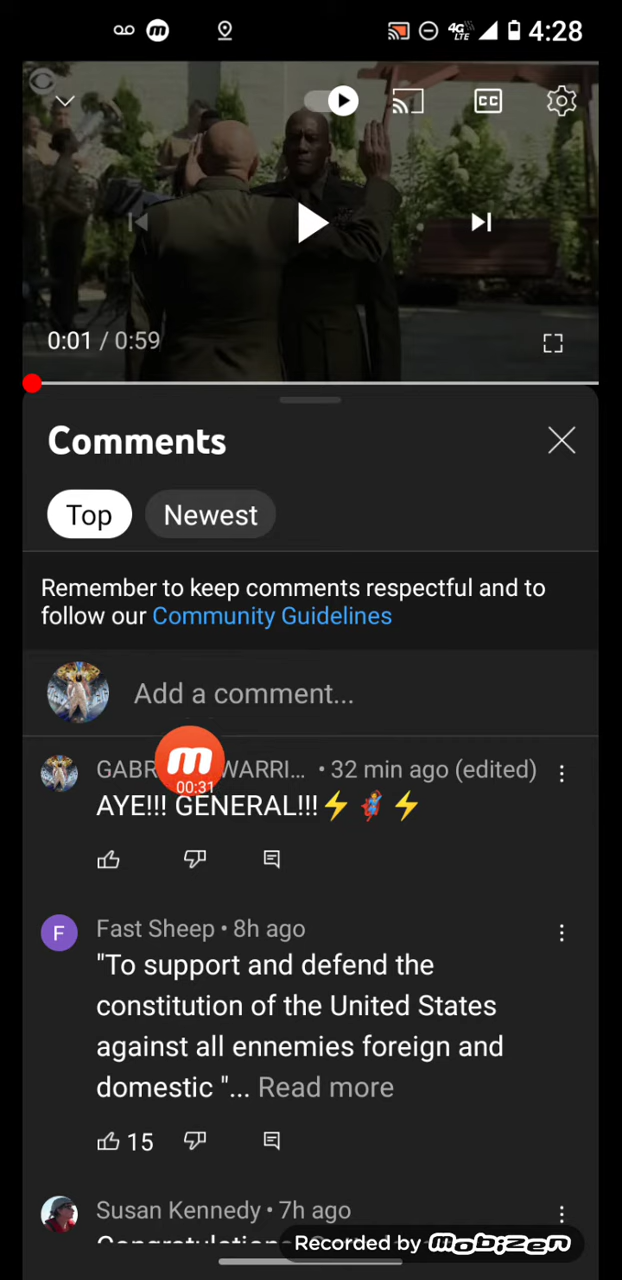 4G
LTE
4:28
CC
0:01 / 0:59
Comments
Top
Newest
Remember to keep comments respectful and to
follow our Community Guidelines
Add a comment...
GABR WARRI... • 32 min ago (edited)
m
00:31
AYE!!! GENERAL!!!⚡🦸⚡
F
Fast Sheep • 8h ago
"To support and defend the
constitution of the United States
against all ennemies foreign and
domestic "... Read more
15
Susan Kennedy • 7h ago
Recorded by mobizen